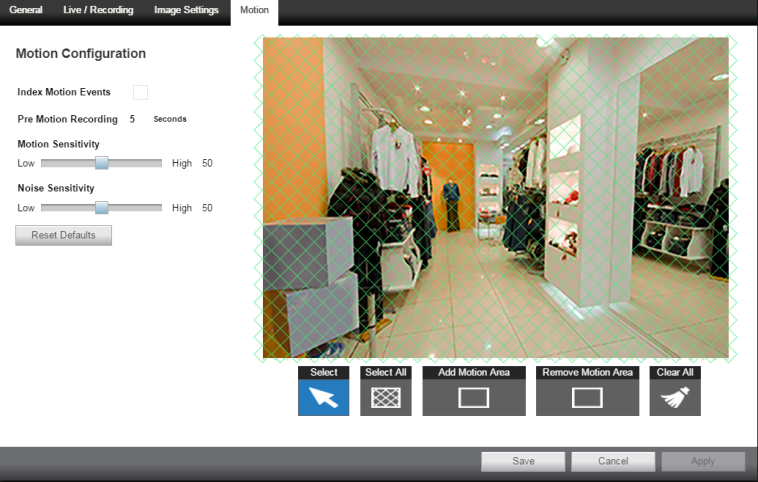 General Live / Recording Image Settings Motion
Motion Configuration
Index Motion Events
Pre Motion Recording 5 Seconds
Motion Sensitivity
Low High 50
Noise Sensitivity
Low High 50
Reset Defaults
Select Select All Add Motion Area Remove Motion Area Clear All
Save Cancel Apply